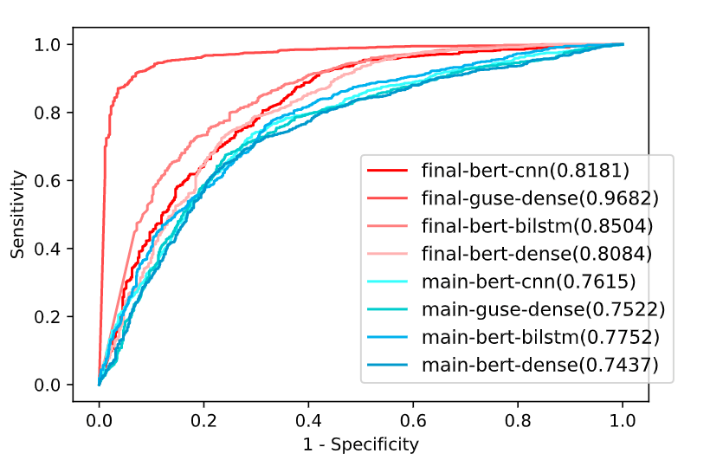 1.0
0.8
0.6
0.4
0.2
0.0
Sensitivity
final-bert-cnn(0.8181)
final-guse-dense(0.9682)
final-bert-bilstm(0.8504)
final-bert-dense(0.8084)
main-bert-cnn(0.7615)
main-guse-dense(0.7522)
main-bert-bilstm(0.7752)
main-bert-dense(0.7437)
0.0 0.2 0.4 0.6 0.8 1.0
1 - Specificity